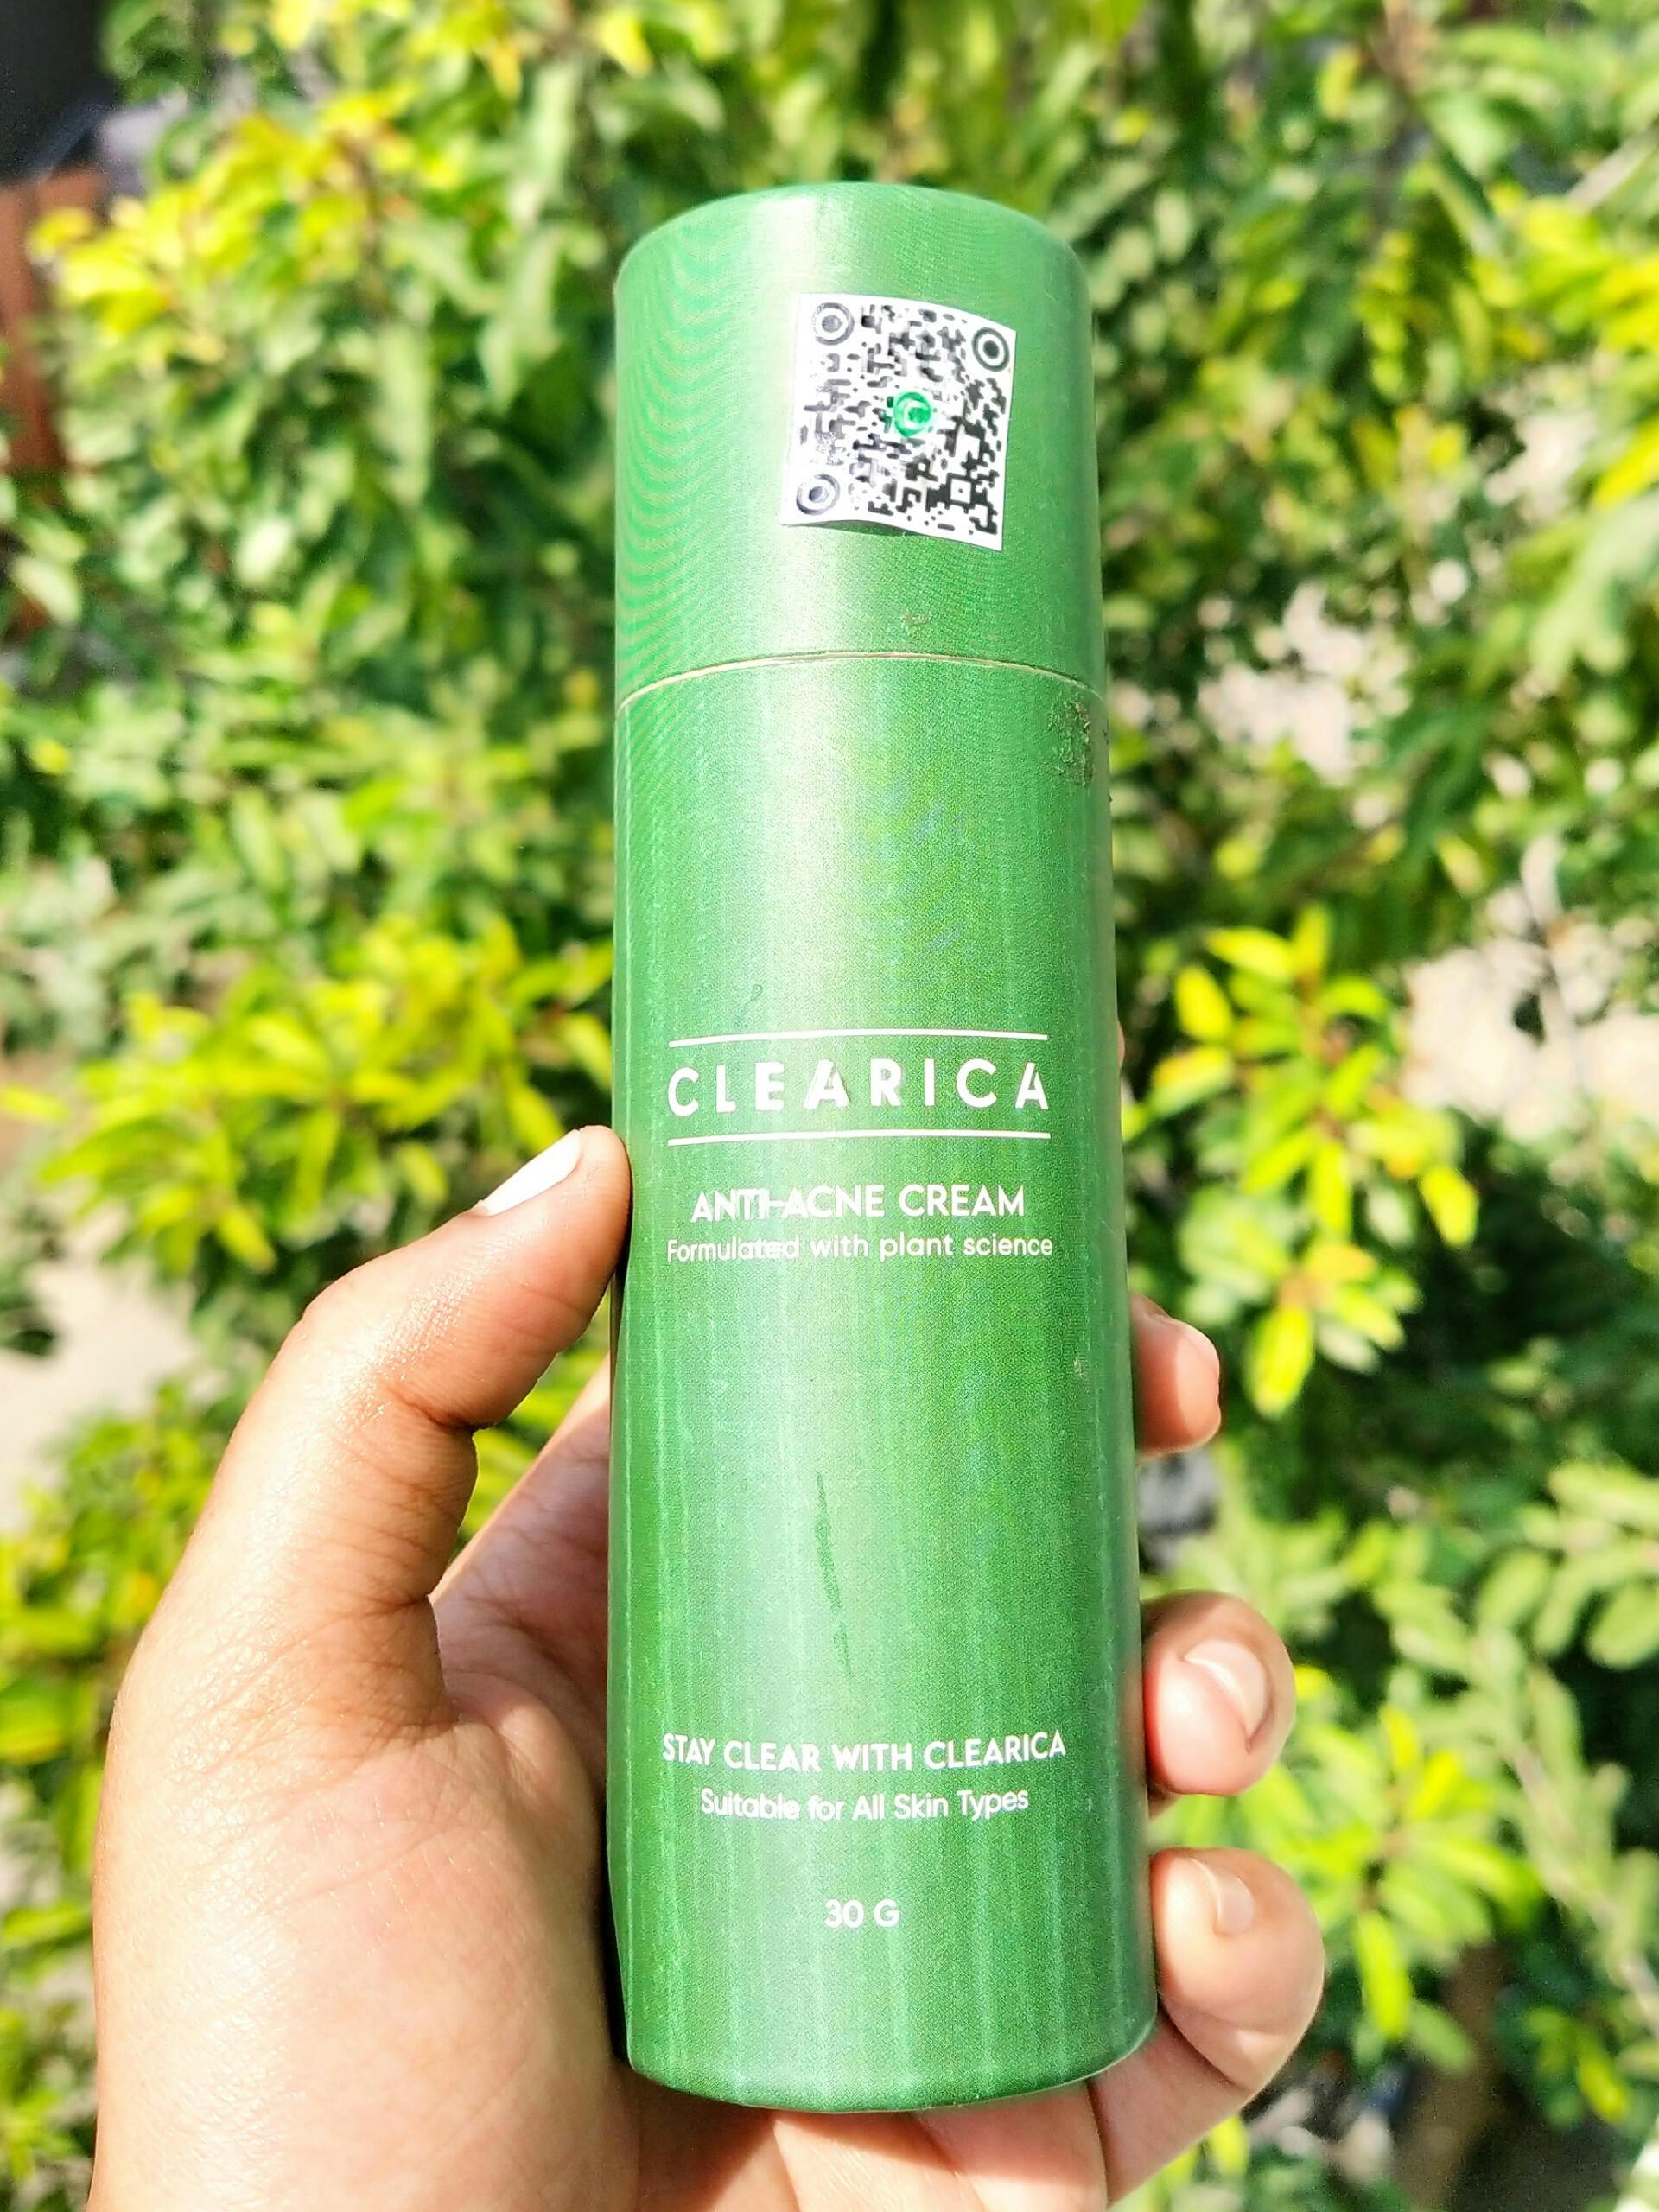 CLEARICA
ANTI-ACNE CREAM
Formulated with plant science
STAY CLEAR WITH CLEARICA
Suitable for All Skin Types
30 G